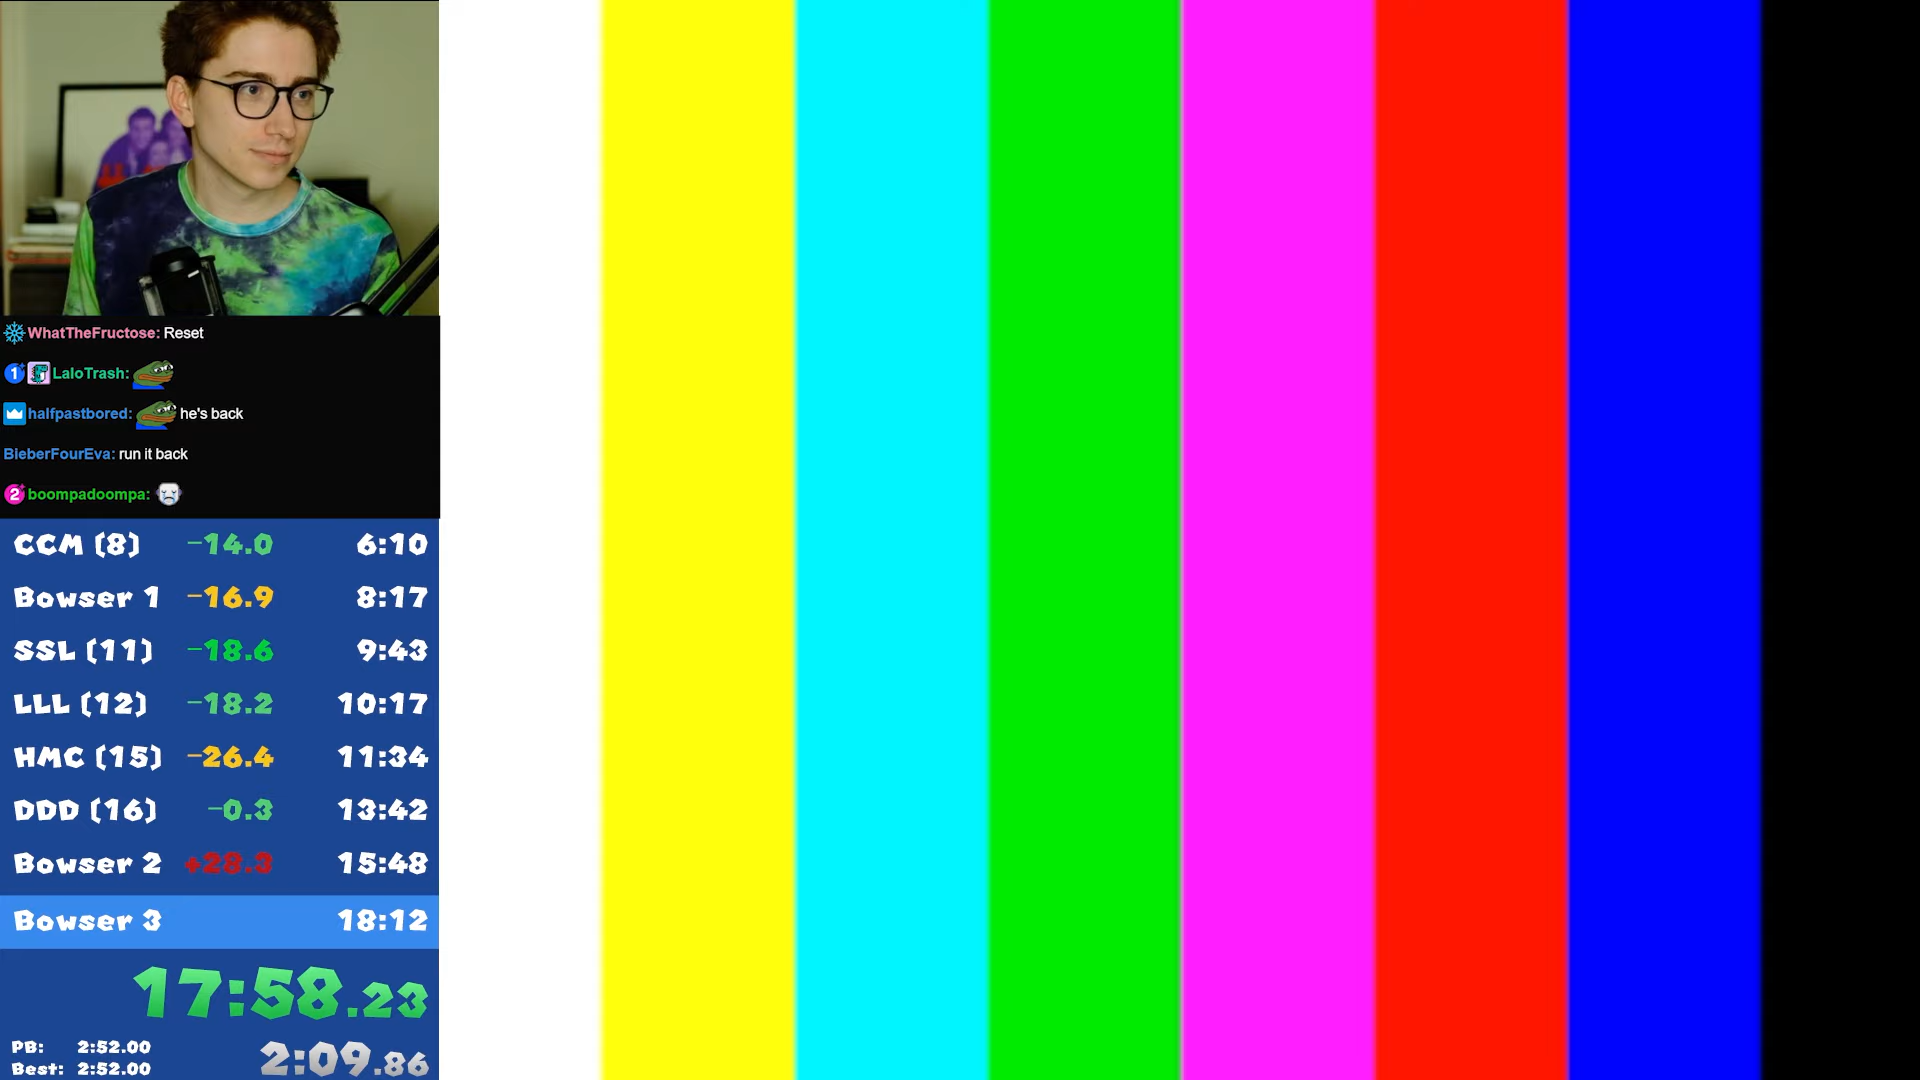 WhatTheFructose: Reset
1 LaloTrash:
halfpastbored: he's back
BieberFourEva: run it back
2 boompadoompa:
CCM (8) -14.0 6:10
Bowser 1 -16.9 8:17
SSL (11) -18.6 9:43
LLL (12) -18.2 10:17
HMC (15) -26.4 11:34
DDD (16) -0.3 13:42
Bowser 2 +28.3 15:48
Bowser 3 18:12
17:58.23
PB: 2:52.00
Best: 2:52.00
2:09.86